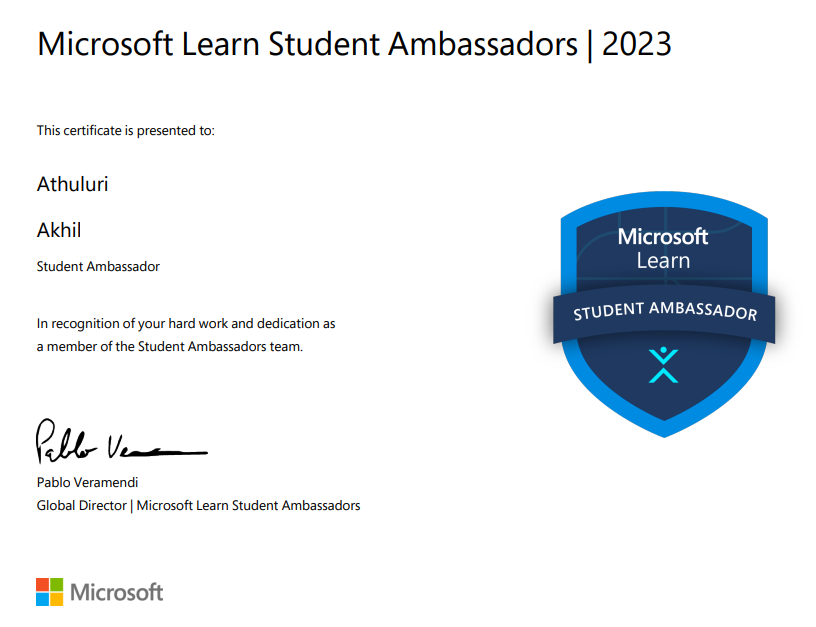 Microsoft Learn Student Ambassadors | 2023
This certificate is presented to:
Athuluri
Akhil
Student Ambassador
In recognition of your hard work and dedication as
a member of the Student Ambassadors team.
Microsoft
Learn
STUDENT AMBASSADOR
Pablo Vera
Pablo Veramendi
Global Director | Microsoft Learn Student Ambassadors
Microsoft